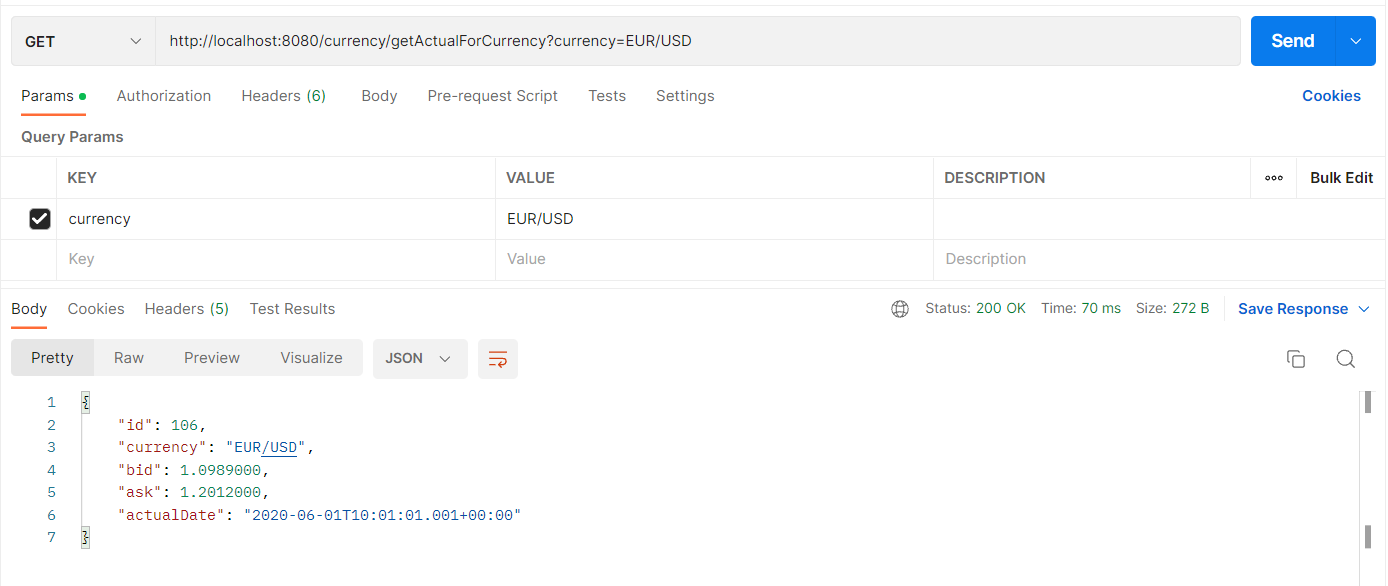 GET http://localhost:8080/currency/getActualForCurrency?currency=EUR/USD Send
Params Authorization Headers (6) Body Pre-request Script Tests Settings Cookies
Query Params
KEY VALUE DESCRIPTION ooo Bulk Edit
currency EUR/USD
Key Value Description
Body Cookies Headers (5) Test Results Status: 200 OK Time: 70 ms Size: 272 B Save Response
Pretty Raw Preview Visualize JSON
1 {
2 "id": 106,
3 "currency": "EUR/USD",
4 "bid": 1.0989000,
5 "ask": 1.2012000,
6 "actualDate": "2020-06-01T10:01:01.001+00:00"
7 }